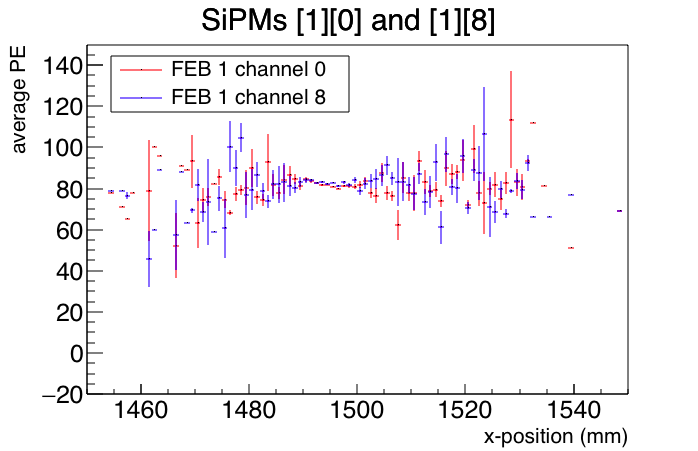 SiPMs [1][0] and [1][8]
average PE
FEB 1 channel 0
FEB 1 channel 8
140
120
100
80
60
40
20
0
−20
1460 1480 1500 1520 1540
x-position (mm)